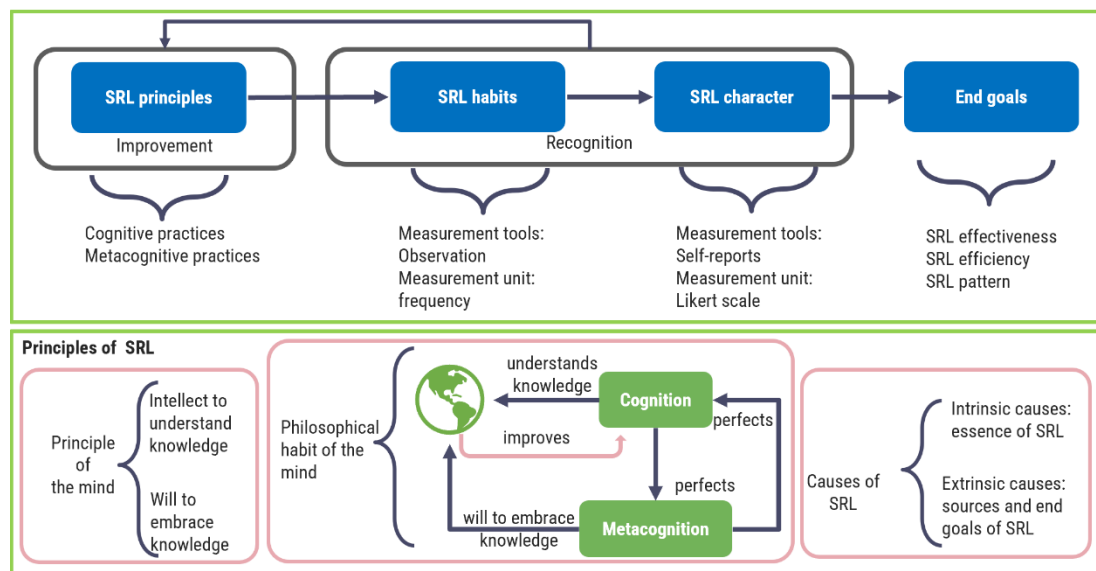 SRL principles
SRL habits
SRL character
End goals
Improvement
Recognition
Cognitive practices
Metacognitive practices
Measurement tools:
Observation
Measurement unit:
frequency
Measurement tools:
Self-reports
Measurement unit:
Likert scale
SRL effectiveness
SRL efficiency
SRL pattern
Principles of SRL
Principle
of
the mind
Intellect to
understand
knowledge
Will to
embrace
knowledge
Philosophical
habit of the
mind
understands
knowledge
Cognition
perfects
improves
perfects
will to embrace
knowledge
Metacognition
Causes of
SRL
Intrinsic causes:
essence of SRL
Extrinsic causes:
sources and end
goals of SRL